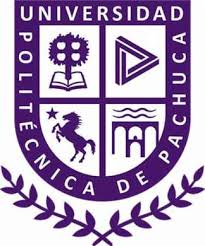 UNIVERSIDAD
POLITÉCNICA DE PACHUCA